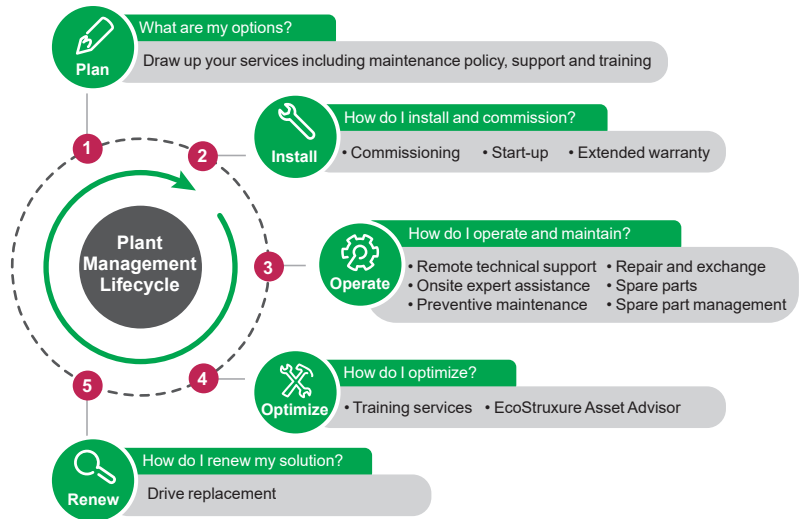 What are my options?
Plan
Draw up your services including maintenance policy, support and training
1
2
How do I install and commission?
Install
• Commissioning • Start-up • Extended warranty
Plant
Management
Lifecycle
3
How do I operate and maintain?
Operate
• Remote technical support • Repair and exchange
• Onsite expert assistance • Spare parts
• Preventive maintenance • Spare part management
4
How do I optimize?
Optimize
• Training services • EcoStruxure Asset Advisor
5
How do I renew my solution?
Renew
Drive replacement